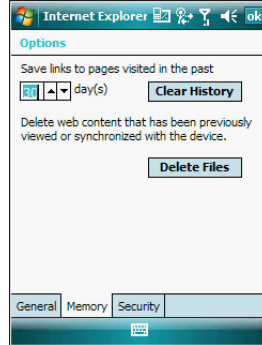 Internet Explorer ok
Options
Save links to pages visited in the past
30 day(s) Clear History
Delete web content that has been previously
viewed or synchronized with the device.
Delete Files
General Memory Security